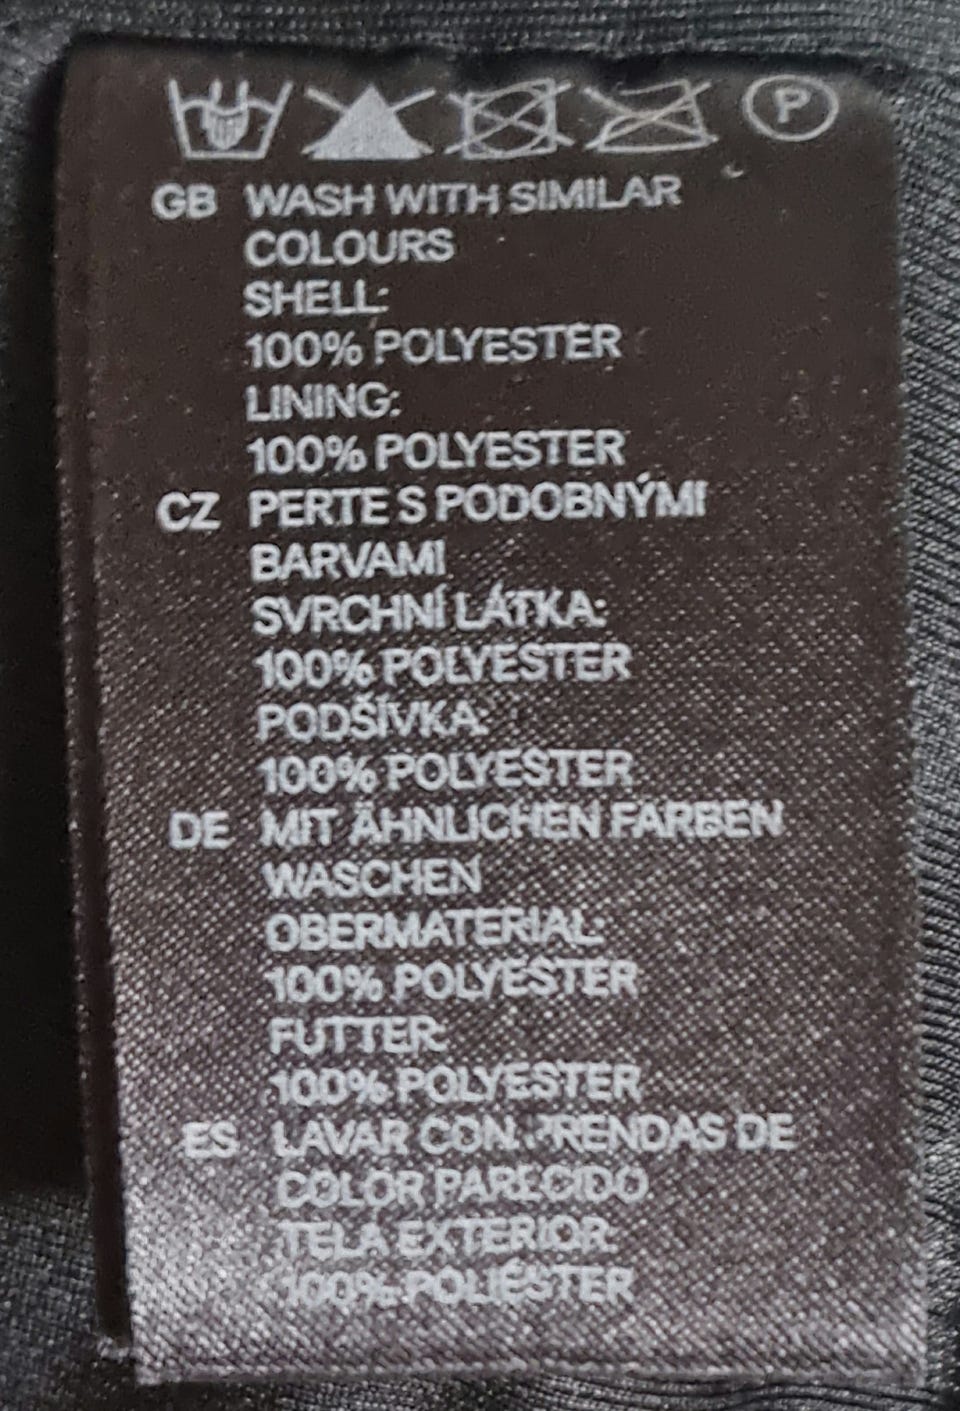 P
GB WASH WITH SIMILAR
COLOURS
SHELL:
100% POLYESTER
LINING:
100% POLYESTER
CZ PERTE S PODOBNÝMI
BARVAMI
SVRCHNÍ LÁTKA:
100% POLYESTER
PODŠÍVKA:
100% POLYESTER
DE MIT ÄHNLICHEN FARBEN
WASCHEN
OBERMATERIAL:
100% POLYESTER
FUTTER:
100% POLYESTER
ES LAVAR CON PRENDAS DE
COLOR PARECIDO
TELA EXTERIOR:
100% POLIÉSTER